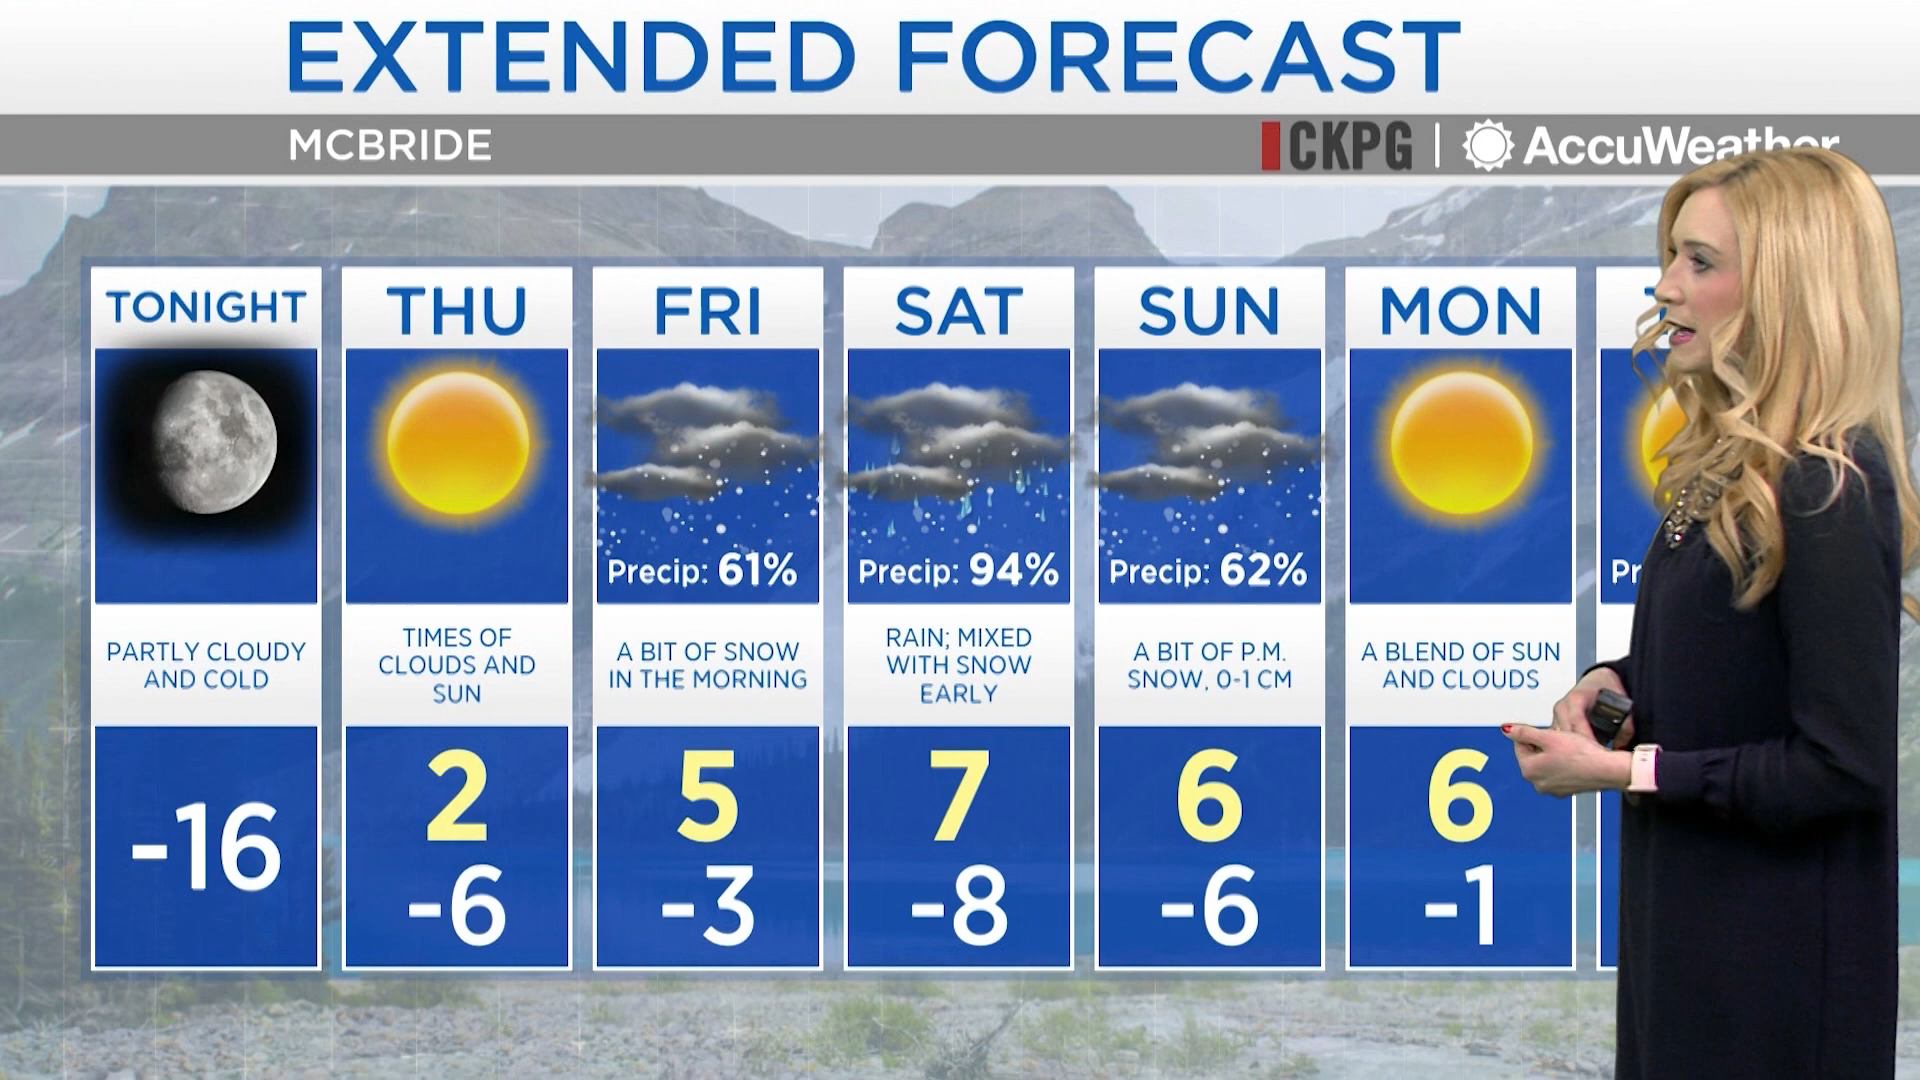 EXTENDED FORECAST
MCBRIDE
CKPG | AccuWeather
TONIGHT
PARTLY CLOUDY
AND COLD
-16
THU
TIMES OF
CLOUDS AND
SUN
2
-6
FRI
Precip: 61%
A BIT OF SNOW
IN THE MORNING
5
-3
SAT
Precip: 94%
RAIN; MIXED
WITH SNOW
EARLY
7
-8
SUN
Precip: 62%
A BIT OF P.M.
SNOW, 0-1 CM
6
-6
MON
A BLEND OF SUN
AND CLOUDS
6
-1